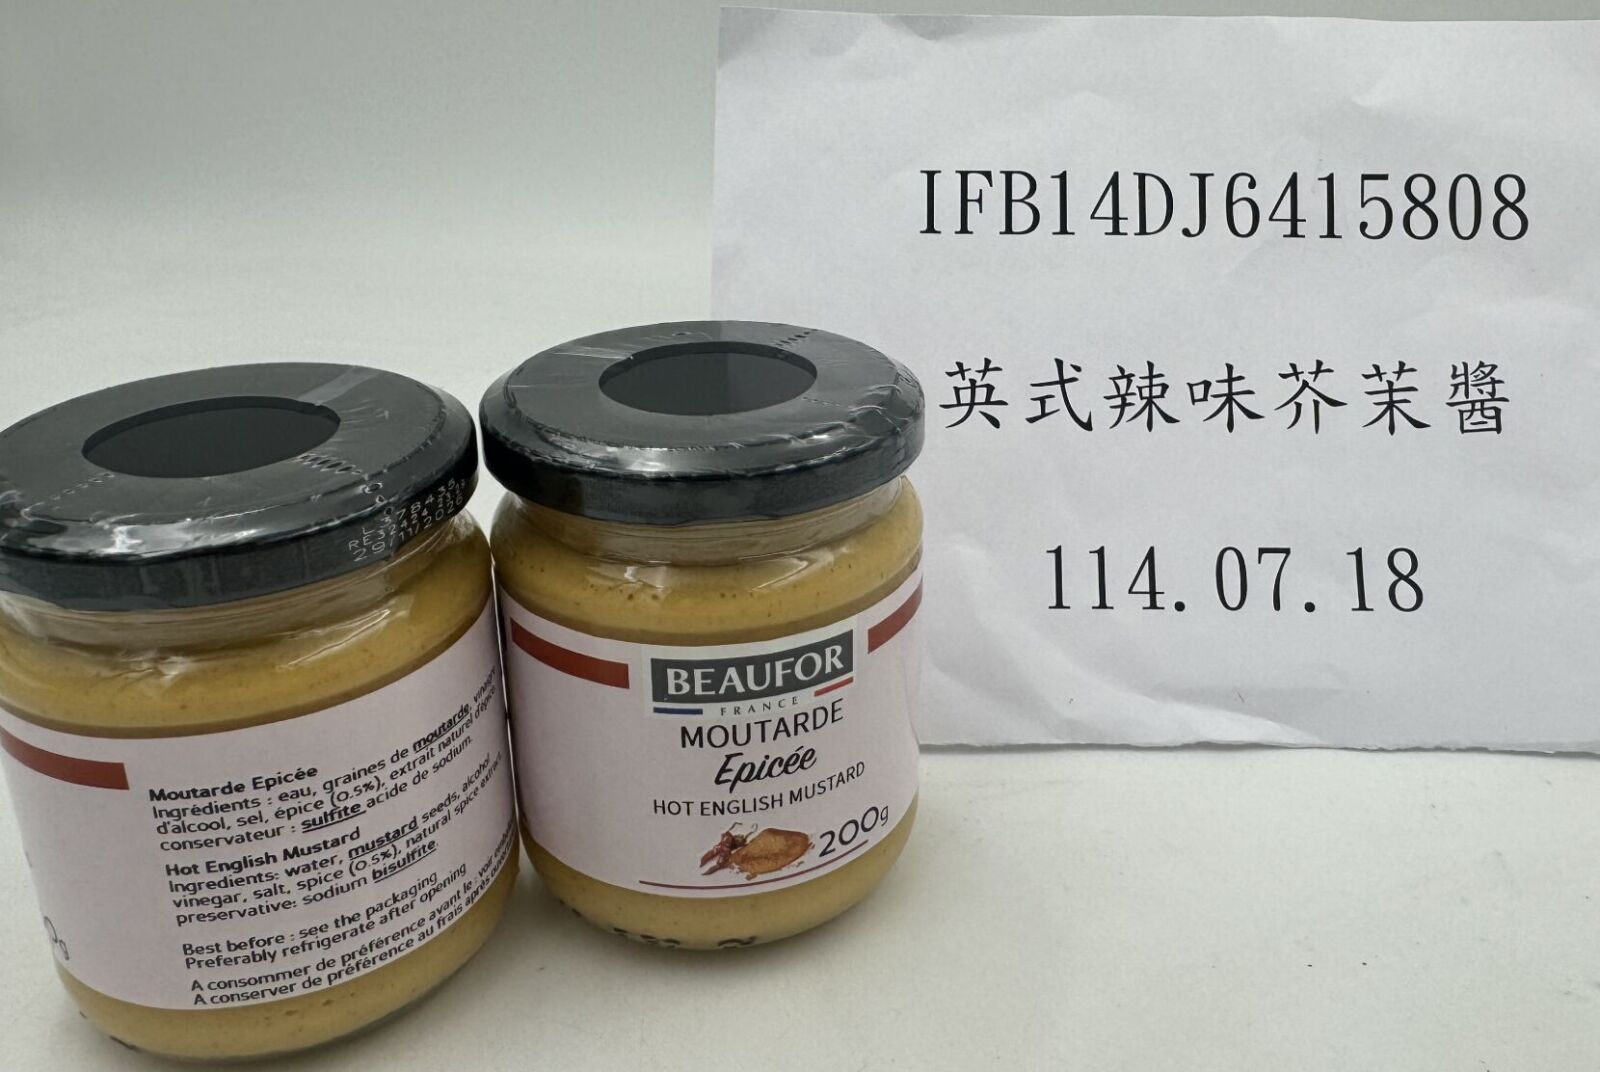 IFB14DJ6415808
英式辣味芥茉醬
114.07.18
L 378435
29/11/2026
Moutarde Epicée
Ingrédients : eau, graines de moutarde, vinaigre
d'alcool, sel, épice (0.5%), extrait naturel d'épice,
conservateur : sulfite acide de sodium.
Hot English Mustard
Ingredients: water, mustard seeds, alcohol
vinegar, salt, spice (0.5%), natural spice extract,
preservative: sodium bisulfite.
Best before : see the packaging
Preferably refrigerate after opening
A consommer de préférence avant le : voir
A conserver de préférence au frais après
BEAUFOR
FRANCE
MOUTARDE
Epicée
HOT ENGLISH MUSTARD
200g